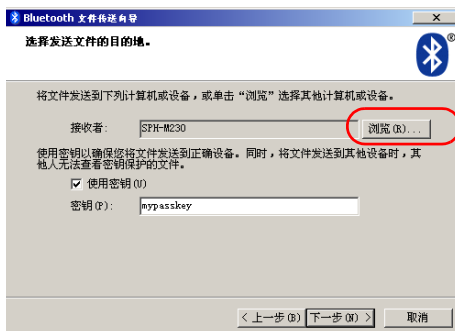 Bluetooth 文件传送向导
选择发送文件的目的地。
将文件发送到下列计算机或设备，或单击“浏览”选择其他计算机或设备。
接收者: SPH-M230 浏览(R)...
使用密钥以确保您将文件发送到正确设备。同时，将文件发送到其他设备时，其
他人无法查看密钥保护的文件。
使用密钥(U)
密钥(P): mypasskey
< 上一步(B) 下一步(N) > 取消